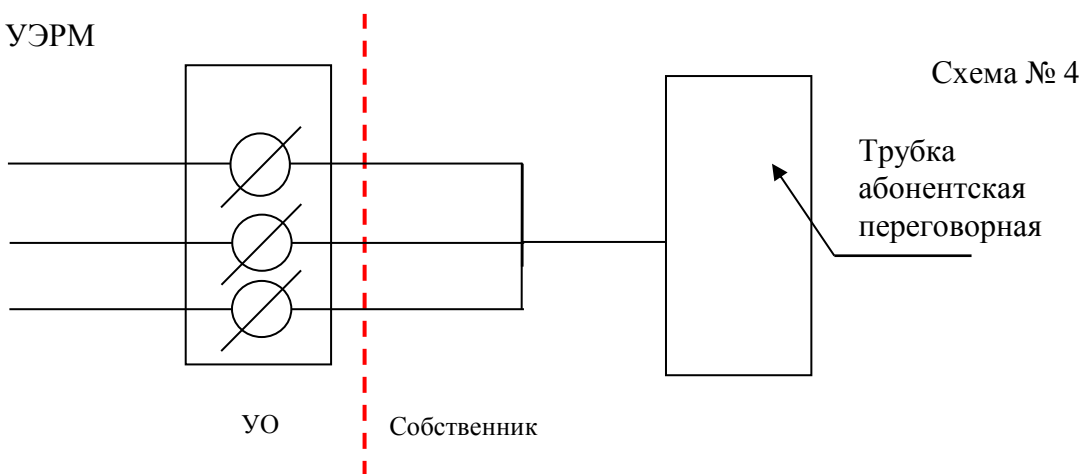 УЭРМ
Схема № 4
Трубка
абонентская
переговорная
УО
Собственник